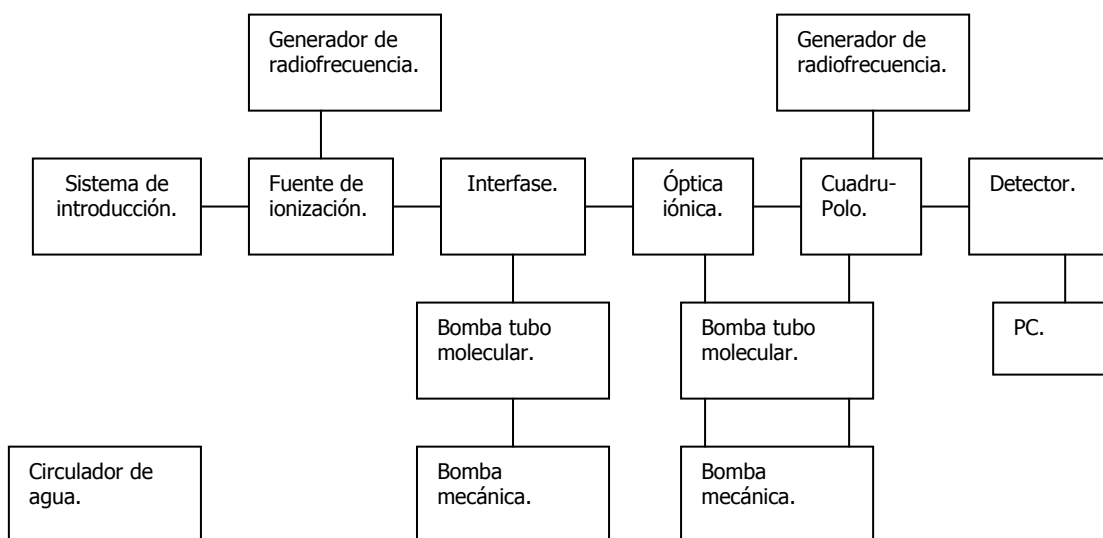 Generador de
radiofrecuencia.
Generador de
radiofrecuencia.
Sistema de
introducción.
Fuente de
ionización.
Interfase.
Óptica
iónica.
Cuadru-
Polo.
Detector.
Bomba tubo
molecular.
Bomba tubo
molecular.
PC.
Circulador de
agua.
Bomba
mecánica.
Bomba
mecánica.